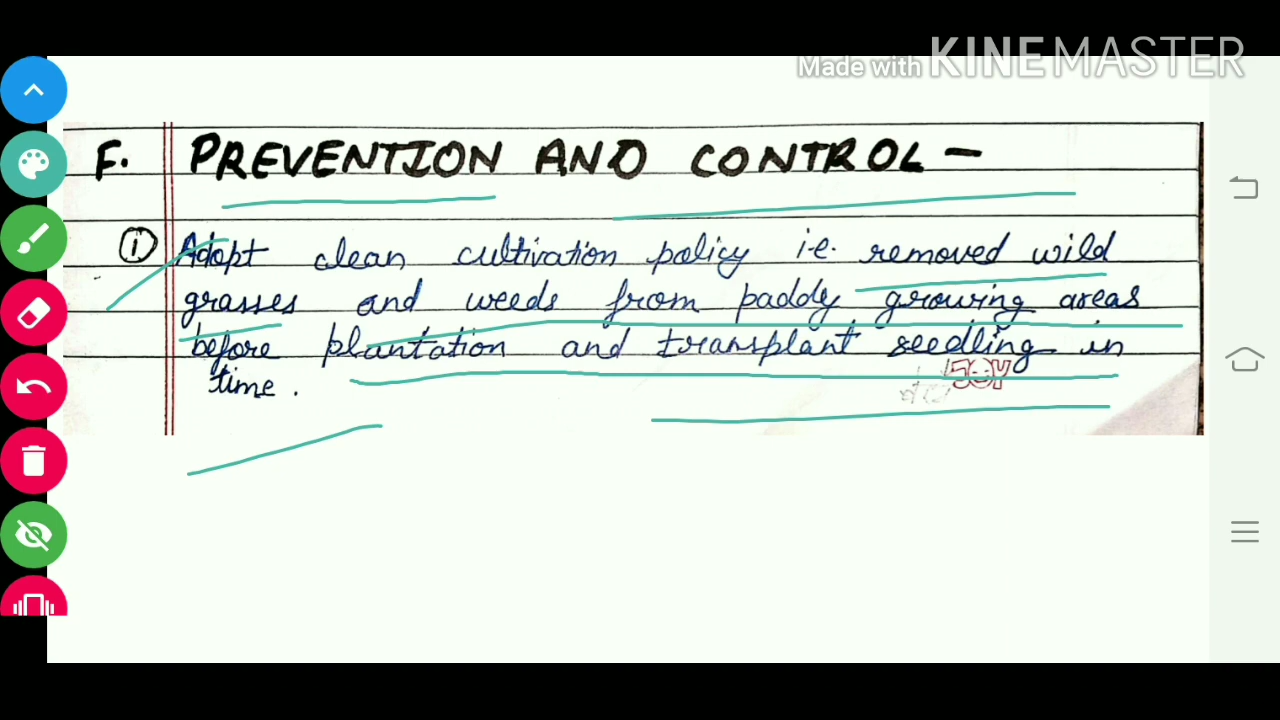 Made with KINEMASTER
F. PREVENTION AND CONTROL -
① Adopt clean cultivation policy i.e. removed wild
grasses and weeds from paddy growing areas
before plantation and transplant seedling in
time.